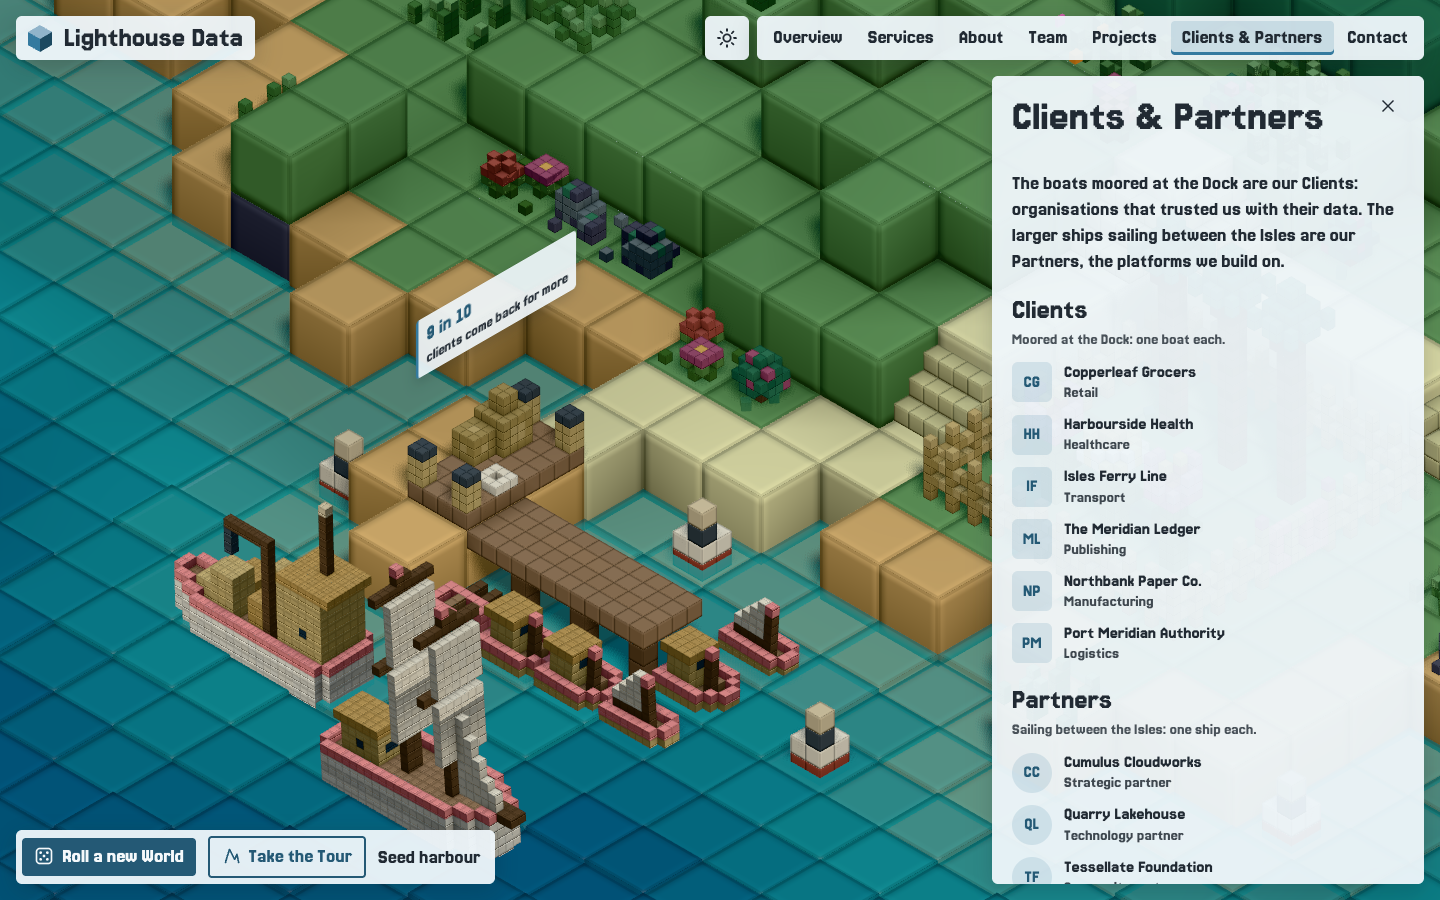 Lighthouse Data
Overview
Services
About
Team
Projects
Clients & Partners
Contact
9 in 10
clients come back for more
Clients & Partners
The boats moored at the Dock are our Clients:
organisations that trusted us with their data. The
larger ships sailing between the Isles are our
Partners, the platforms we build on.
Clients
Moored at the Dock: one boat each.
CG
Copperleaf Grocers
Retail
HH
Harbourside Health
Healthcare
IF
Isles Ferry Line
Transport
ML
The Meridian Ledger
Publishing
NP
Northbank Paper Co.
Manufacturing
PM
Port Meridian Authority
Logistics
Partners
Sailing between the Isles: one ship each.
CC
Cumulus Cloudworks
Strategic partner
QL
Quarry Lakehouse
Technology partner
TF
Tessellate Foundation
Roll a new World
Take the Tour
Seed harbour